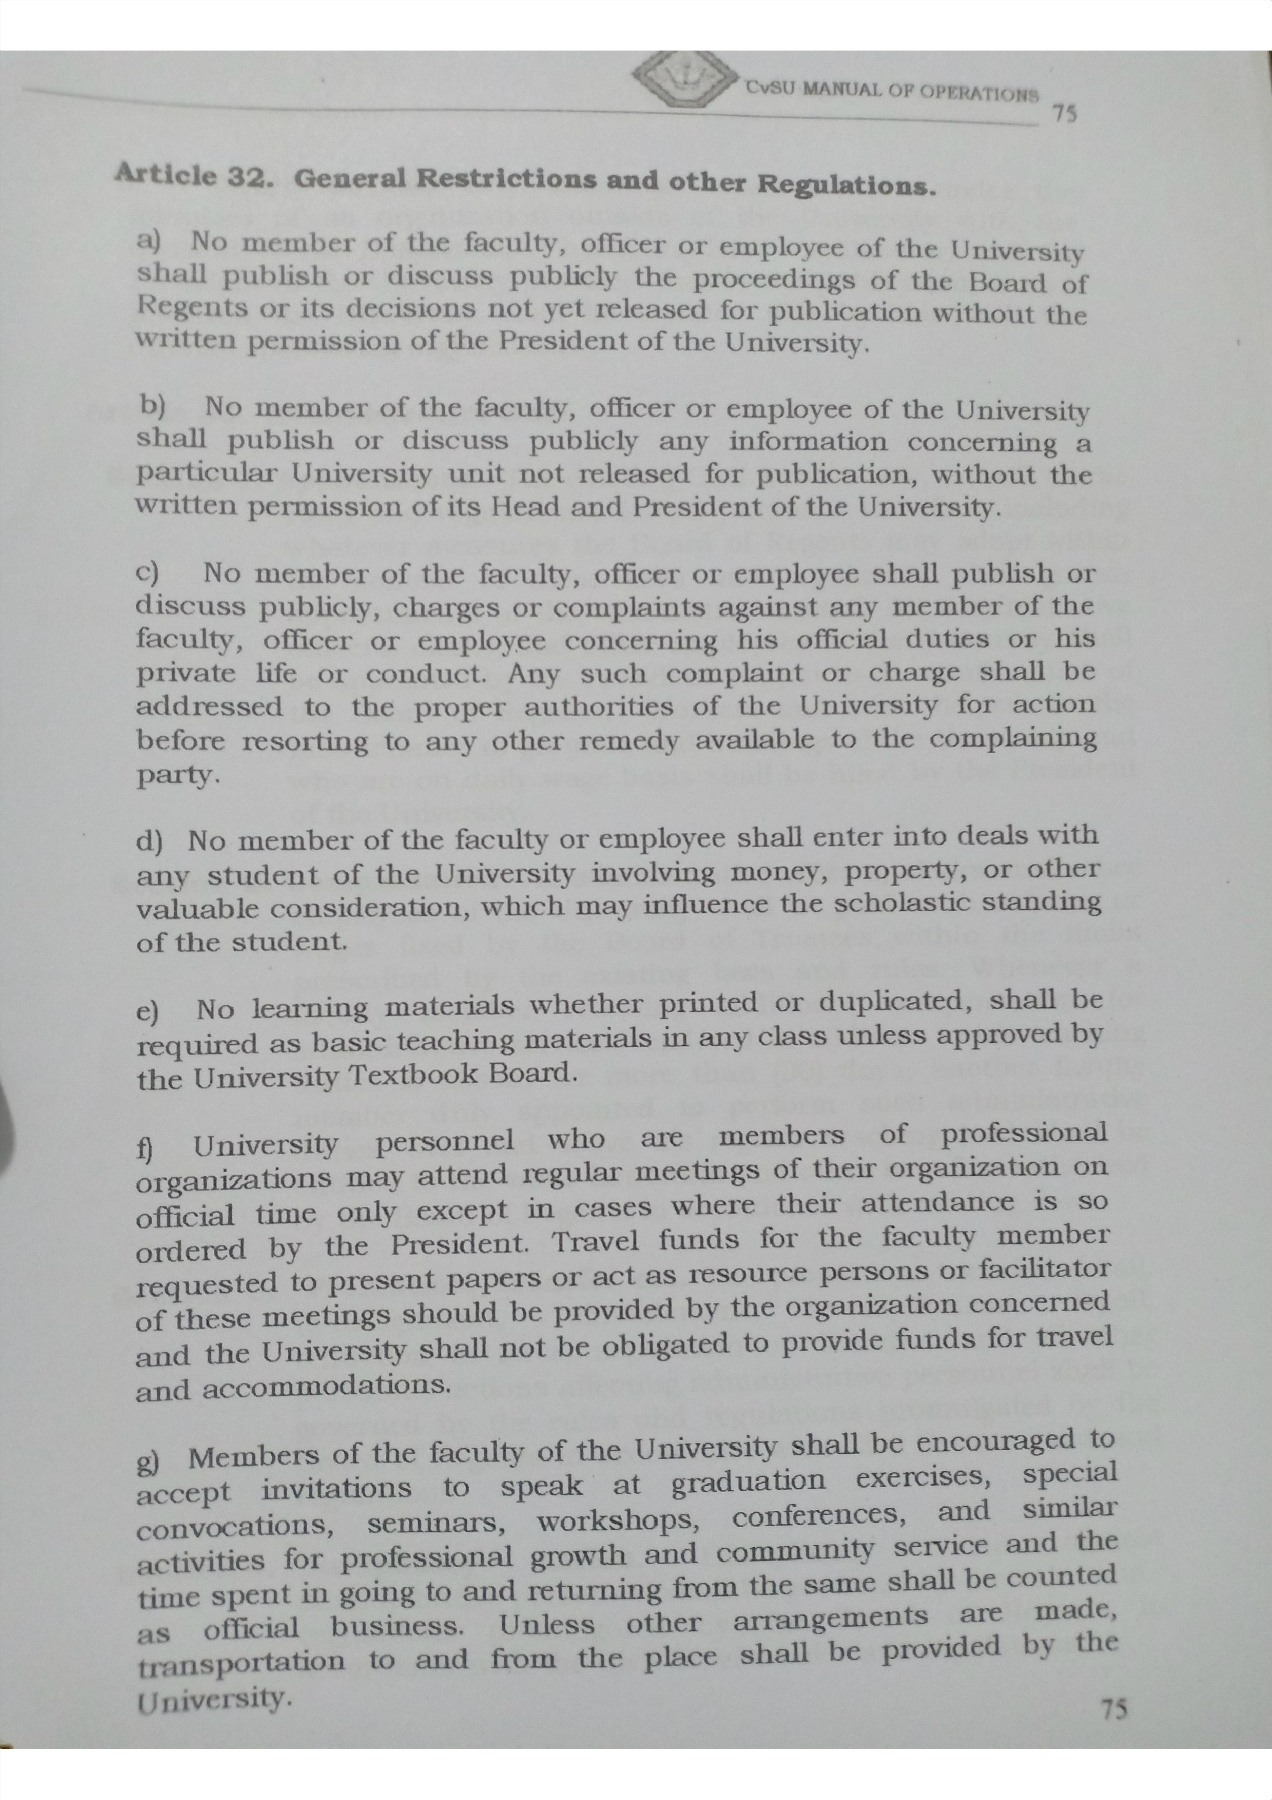 CvSU MANUAL OF OPERATIONS
75
Article 32. General Restrictions and other Regulations.
a) No member of the faculty, officer or employee of the University
shall publish or discuss publicly the proceedings of the Board of
Regents or its decisions not yet released for publication without the
written permission of the President of the University.
b) No member of the faculty, officer or employee of the University
shall publish or discuss publicly any information concerning a
particular University unit not released for publication, without the
written permission of its Head and President of the University.
c) No member of the faculty, officer or employee shall publish or
discuss publicly, charges or complaints against any member of the
faculty, officer or employee concerning his official duties or his
private life or conduct. Any such complaint or charge shall be
addressed to the proper authorities of the University for action
before resorting to any other remedy available to the complaining
party.
d) No member of the faculty or employee shall enter into deals with
any student of the University involving money, property, or other
valuable consideration, which may influence the scholastic standing
of the student.
e) No learning materials whether printed or duplicated, shall be
required as basic teaching materials in any class unless approved by
the University Textbook Board.
f) University personnel who are members of professional
organizations may attend regular meetings of their organization on
official time only except in cases where their attendance is so
ordered by the President. Travel funds for the faculty member
requested to present papers or act as resource persons or facilitator
of these meetings should be provided by the organization concerned
and the University shall not be obligated to provide funds for travel
and accommodations.
g) Members of the faculty of the University shall be encouraged to
accept invitations to speak at graduation exercises, special
convocations, seminars, workshops, conferences, and similar
activities for professional growth and community service and the
time spent in going to and returning from the same shall be counted
as official business. Unless other arrangements are made,
transportation to and from the place shall be provided by the
University.
75